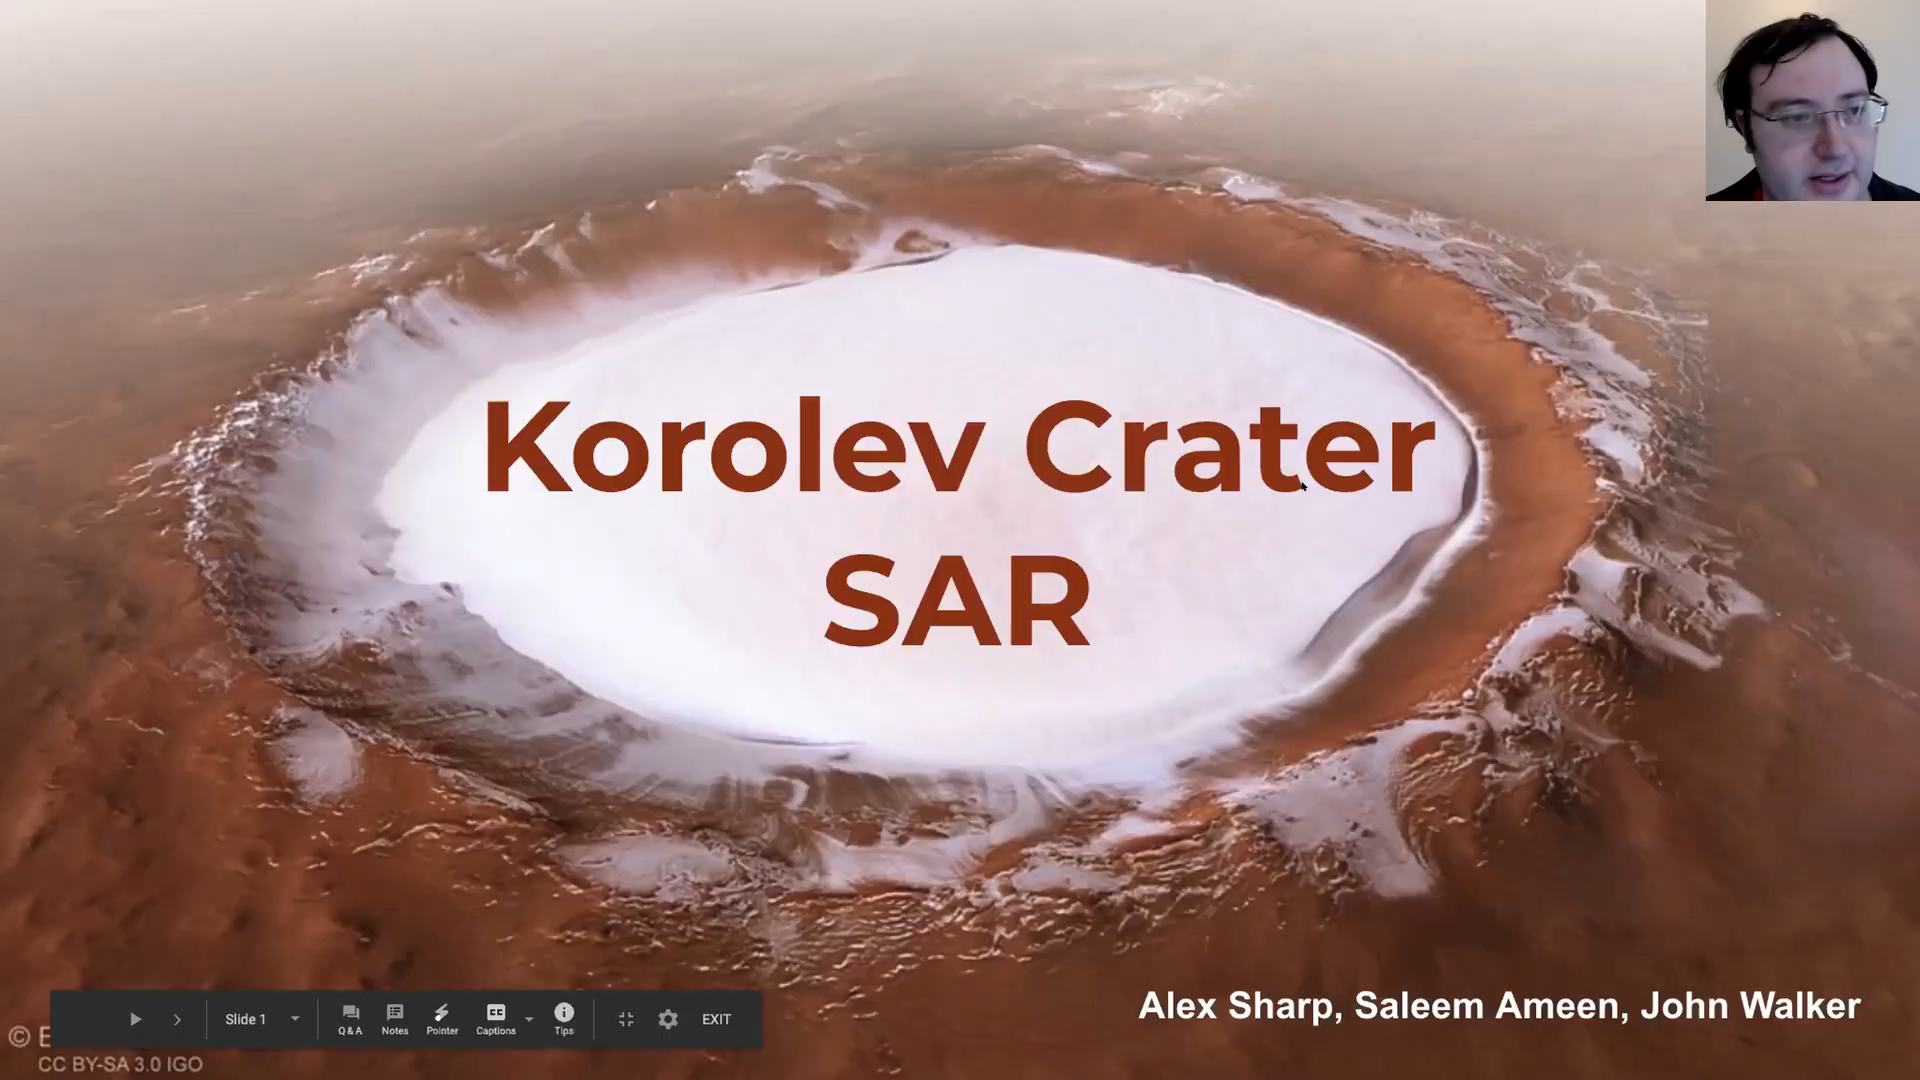 Korolev Crater
SAR
Alex Sharp, Saleem Ameen, John Walker
Slide 1
Q&A
Notes
Pointer
Captions
Tips
EXIT
© E
CC BY-SA 3.0 IGO